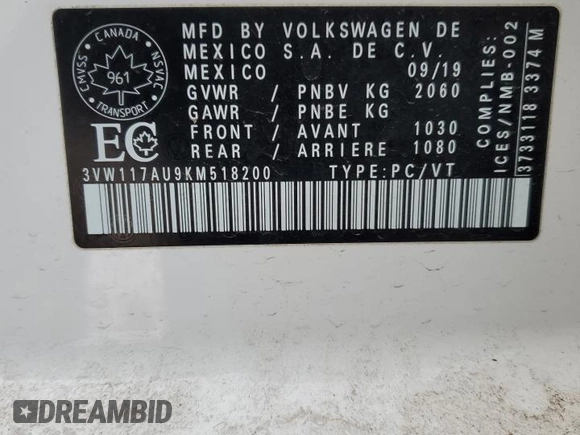 CANADA
CMVSS
NSVAC
961
TRANSPORT
EC
MFD BY VOLKSWAGEN DE
MEXICO S.A. DE C.V.
MEXICO 09/19
GVWR / PNBV KG 2060
GAWR / PNBE KG
FRONT / AVANT 1030
REAR / ARRIERE 1080
3VW117AU9KM518200 TYPE:PC/VT
COMPLIES:
ICES/NMB-002
3733118 3374 M
DREAMBID